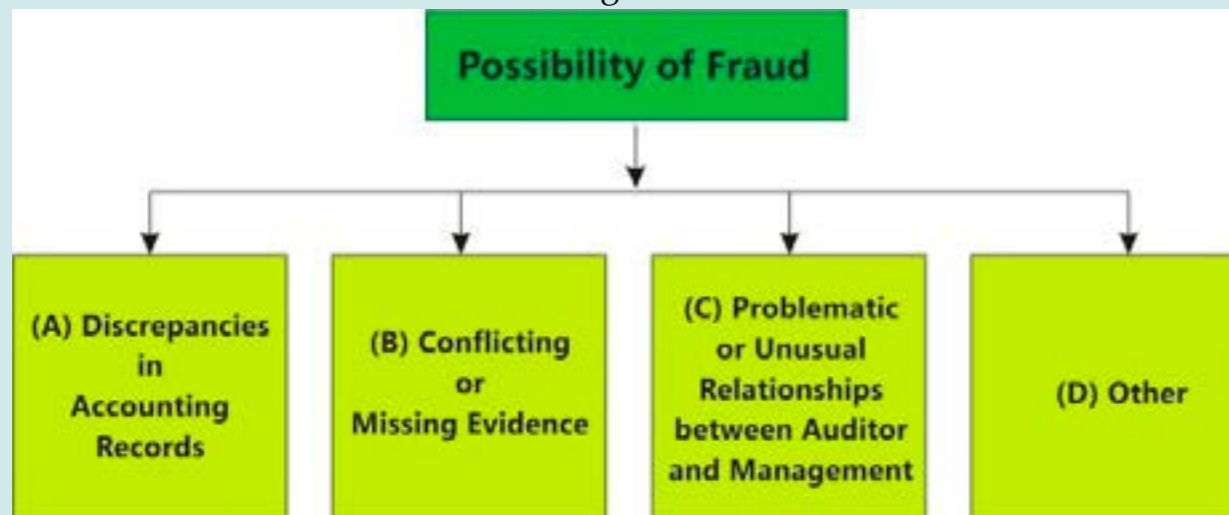 Possibility of Fraud
(A) Discrepancies
in
Accounting
Records
(B) Conflicting
or
Missing Evidence
(C) Problematic
or Unusual
Relationships
between Auditor
and Management
(D) Other